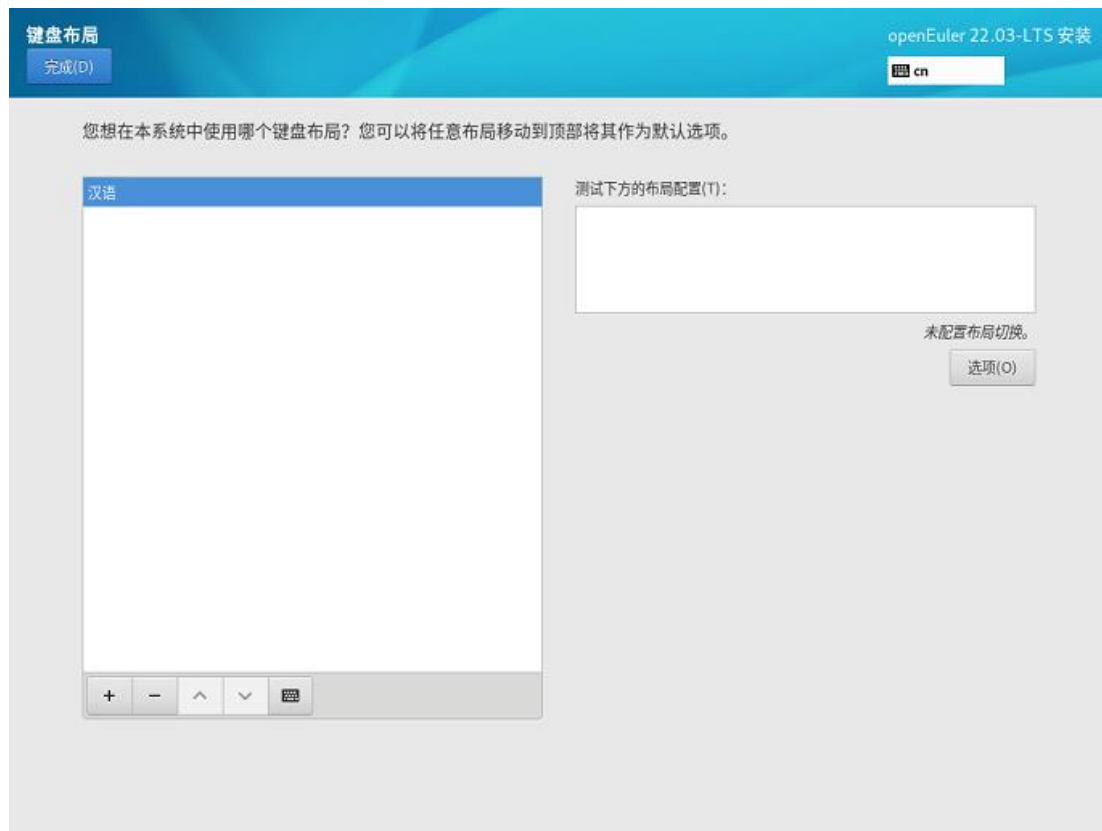 键盘布局
openEuler 22.03-LTS 安装
完成(D)
cn
您想在本系统中使用哪个键盘布局？您可以将任意布局移动到顶部将其作为默认选项。
汉语
测试下方的布局配置(T)：
未配置布局切换。
选项(O)